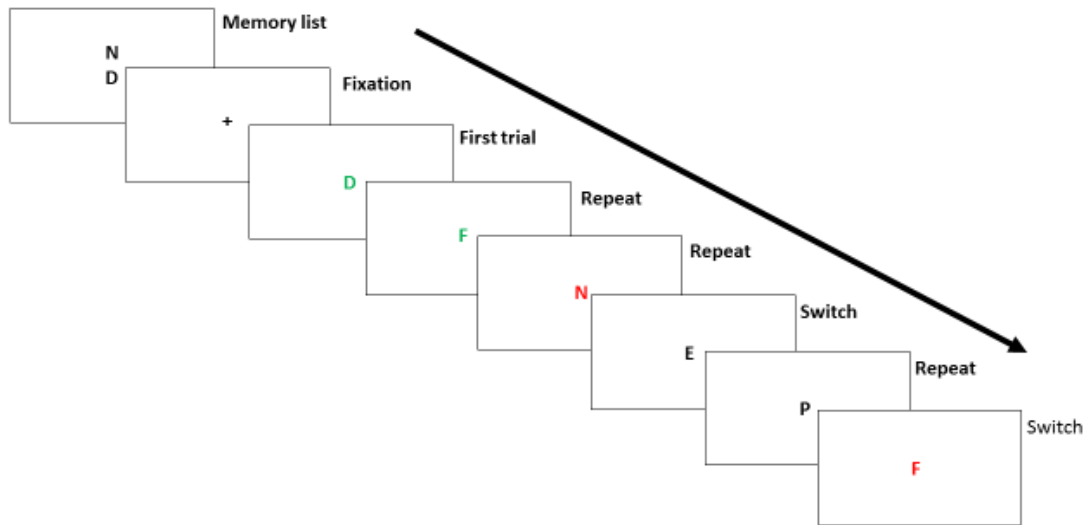 Memory list
N
D
Fixation
+
First trial
D
Repeat
F
Repeat
N
Switch
E
Repeat
P
Switch
F